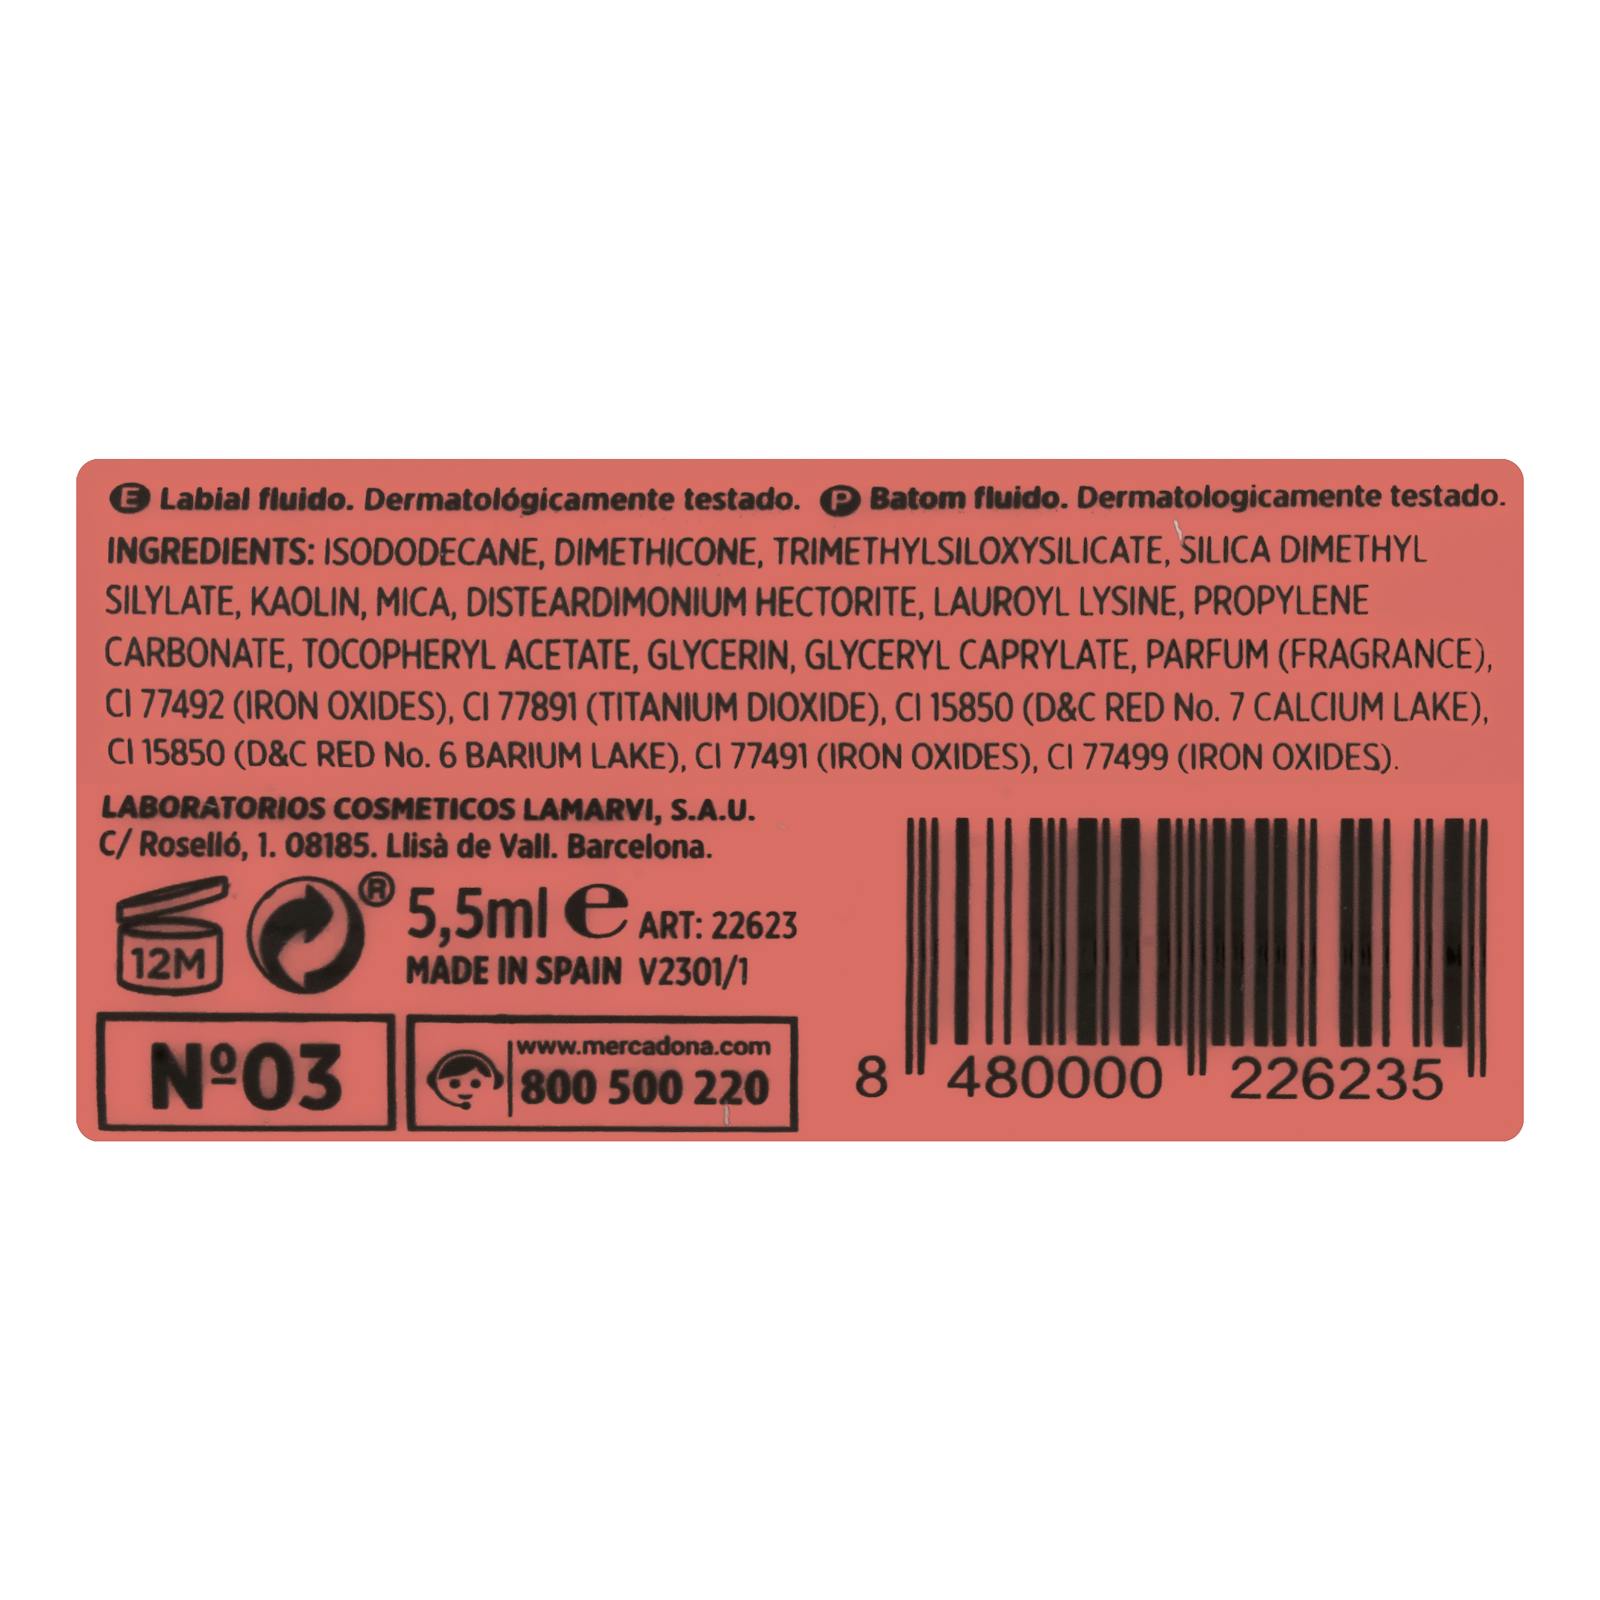 E Labial fluido. Dermatológicamente testado. P Batom fluido. Dermatologicamente testado.
INGREDIENTS: ISODODECANE, DIMETHICONE, TRIMETHYLSILOXYSILICATE, SILICA DIMETHYL
SILYLATE, KAOLIN, MICA, DISTEARDIMONIUM HECTORITE, LAUROYL LYSINE, PROPYLENE
CARBONATE, TOCOPHERYL ACETATE, GLYCERIN, GLYCERYL CAPRYLATE, PARFUM (FRAGRANCE),
CI 77492 (IRON OXIDES), CI 77891 (TITANIUM DIOXIDE), CI 15850 (D&C RED No. 7 CALCIUM LAKE),
CI 15850 (D&C RED No. 6 BARIUM LAKE), CI 77491 (IRON OXIDES), CI 77499 (IRON OXIDES).
LABORATORIOS COSMETICOS LAMARVI, S.A.U.
C/ Roselló, 1. 08185. Llisà de Vall. Barcelona.
12M ® 5,5ml e ART: 22623
MADE IN SPAIN V2301/1
Nº03
www.mercadona.com
800 500 220
8 480000 226235